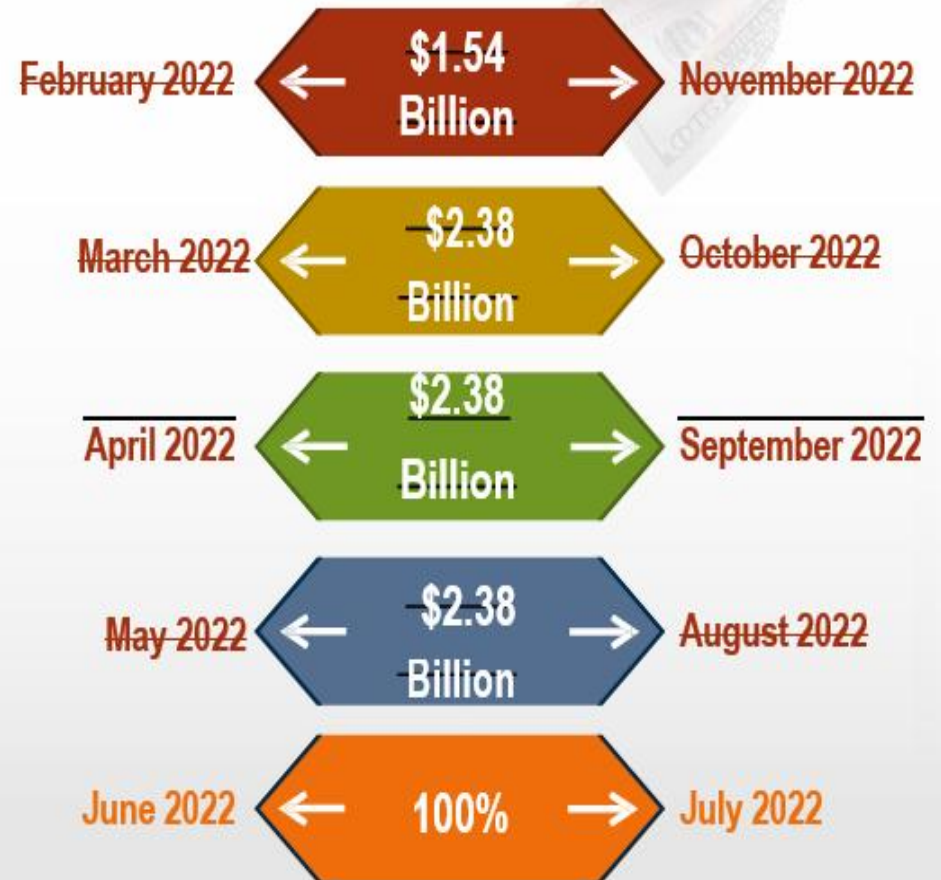 February 2022 $1.54 Billion November 2022
March 2022 $2.38 Billion October 2022
April 2022 $2.38 Billion September 2022
May 2022 $2.38 Billion August 2022
June 2022 100% July 2022